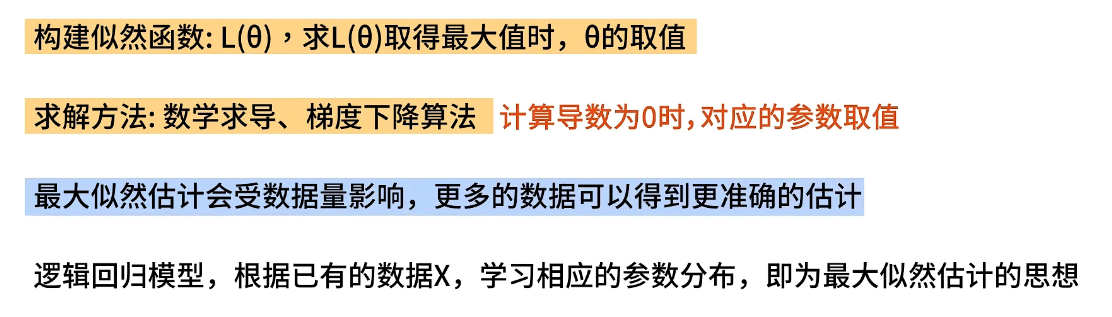 构建似然函数: L(θ)，求L(θ)取得最大值时，θ的取值
求解方法: 数学求导、梯度下降算法 计算导数为0时，对应的参数取值
最大似然估计会受数据量影响，更多的数据可以得到更准确的估计
逻辑回归模型，根据已有的数据X，学习相应的参数分布，即为最大似然估计的思想